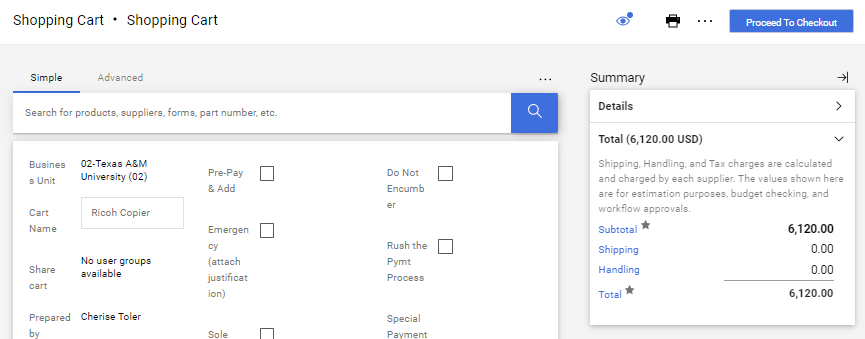 Shopping Cart • Shopping Cart
Proceed To Checkout
Simple
Advanced
Search for products, suppliers, forms, part number, etc.
Busines
s Unit
02-Texas A&M
University (02)
Cart
Name
Ricoh Copier
Share
cart
No user groups
available
Prepared
by
Cherise Toler
Pre-Pay
& Add
Emergen
cy
(attach
justificat
ion)
Sole
Do Not
Encumb
er
Rush the
Pymt
Process
Special
Payment
Summary
Details
Total (6,120.00 USD)
Shipping, Handling, and Tax charges are calculated
and charged by each supplier. The values shown here
are for estimation purposes, budget checking, and
workflow approvals.
Subtotal 6,120.00
Shipping 0.00
Handling 0.00
Total 6,120.00